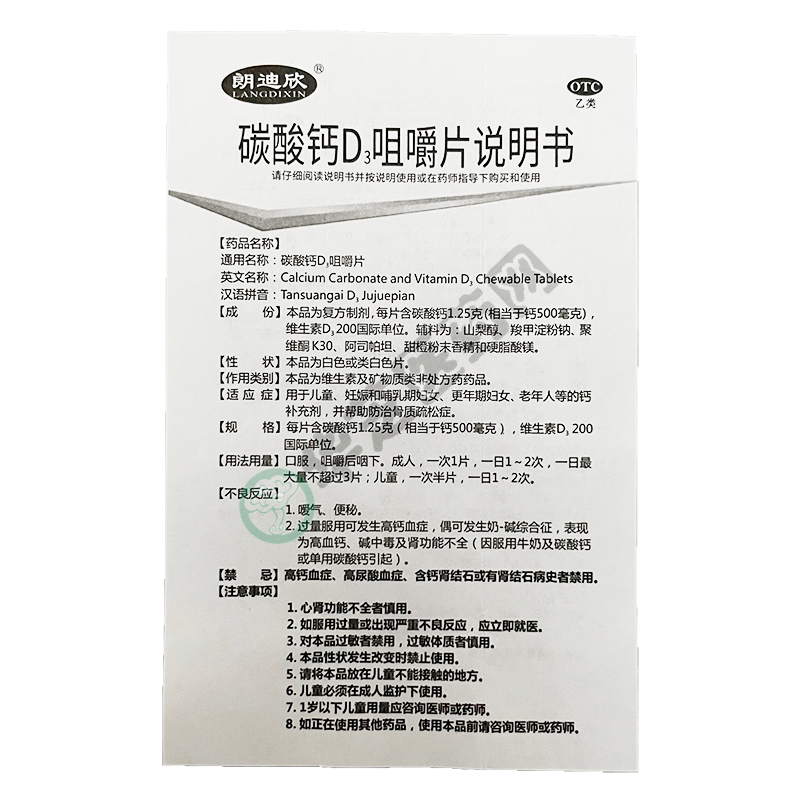 朗迪欣®
LANGDIXIN
OTC
乙类
碳酸钙D3咀嚼片说明书
请仔细阅读说明书并按说明使用或在药师指导下购买和使用
【药品名称】
通用名称：碳酸钙D3咀嚼片
英文名称：Calcium Carbonate and Vitamin D3 Chewable Tablets
汉语拼音：Tansuangai D3 Jujuepian
【成　份】本品为复方制剂，每片含碳酸钙1.25克(相当于钙500毫克)，
维生素D3 200国际单位。辅料为：山梨醇、羧甲淀粉钠、聚
维酮K30、阿司帕坦、甜橙粉末香精和硬脂酸镁。
【性　状】本品为白色或类白色片。
【作用类别】本品为维生素及矿物质类非处方药药品。
【适 应 症】用于儿童、妊娠和哺乳期妇女、更年期妇女、老年人等的钙
补充剂，并帮助防治骨质疏松症。
【规　格】每片含碳酸钙1.25克（相当于钙500毫克），维生素D3 200
国际单位。
【用法用量】口服，咀嚼后咽下。成人，一次1片，一日1～2次，一日最
大量不超过3片；儿童，一次半片，一日1～2次。
【不良反应】
1. 嗳气、便秘。
2. 过量服用可发生高钙血症，偶可发生奶-碱综合征，表现
为高血钙、碱中毒及肾功能不全（因服用牛奶及碳酸钙
或单用碳酸钙引起）。
【禁　忌】高钙血症、高尿酸血症、含钙肾结石或有肾结石病史者禁用。
【注意事项】
1. 心肾功能不全者慎用。
2. 如服用过量或出现严重不良反应，应立即就医。
3. 对本品过敏者禁用，过敏体质者慎用。
4. 本品性状发生改变时禁止使用。
5. 请将本品放在儿童不能接触的地方。
6. 儿童必须在成人监护下使用。
7. 1岁以下儿童用量应咨询医师或药师。
8. 如正在使用其他药品，使用本品前请咨询医师或药师。